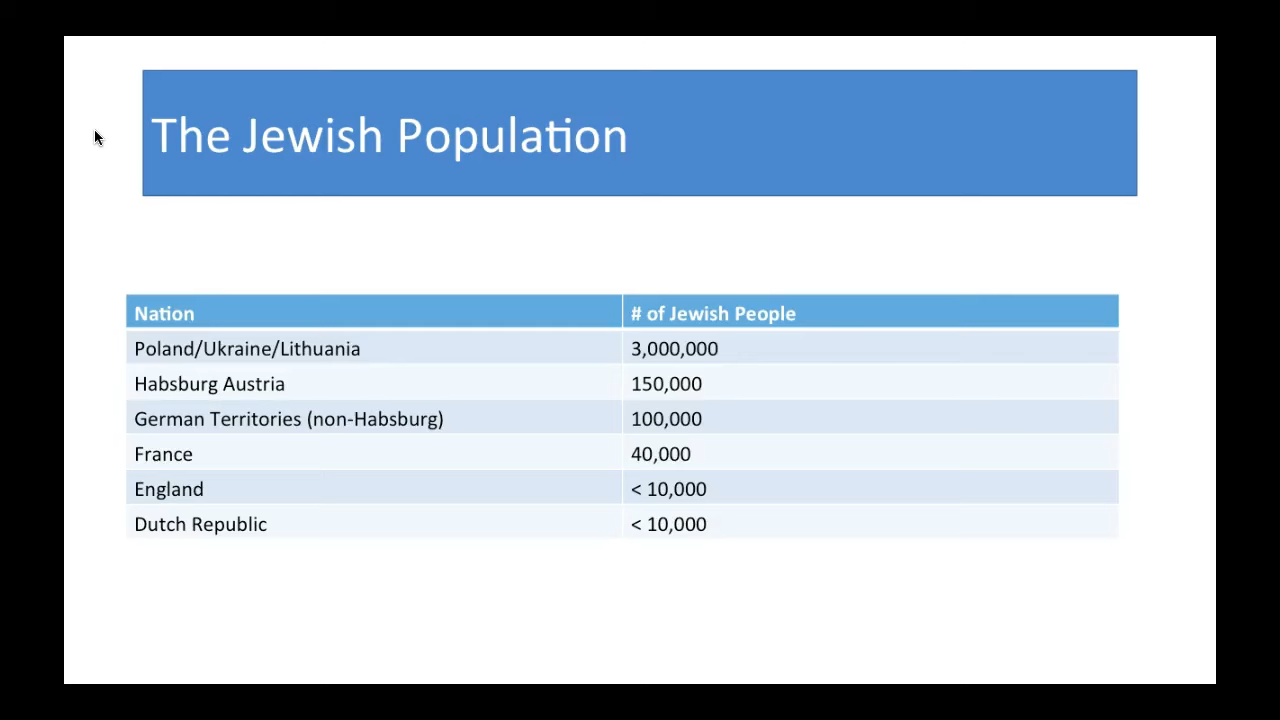 The Jewish Population
Nation # of Jewish People
Poland/Ukraine/Lithuania 3,000,000
Habsburg Austria 150,000
German Territories (non-Habsburg) 100,000
France 40,000
England < 10,000
Dutch Republic < 10,000